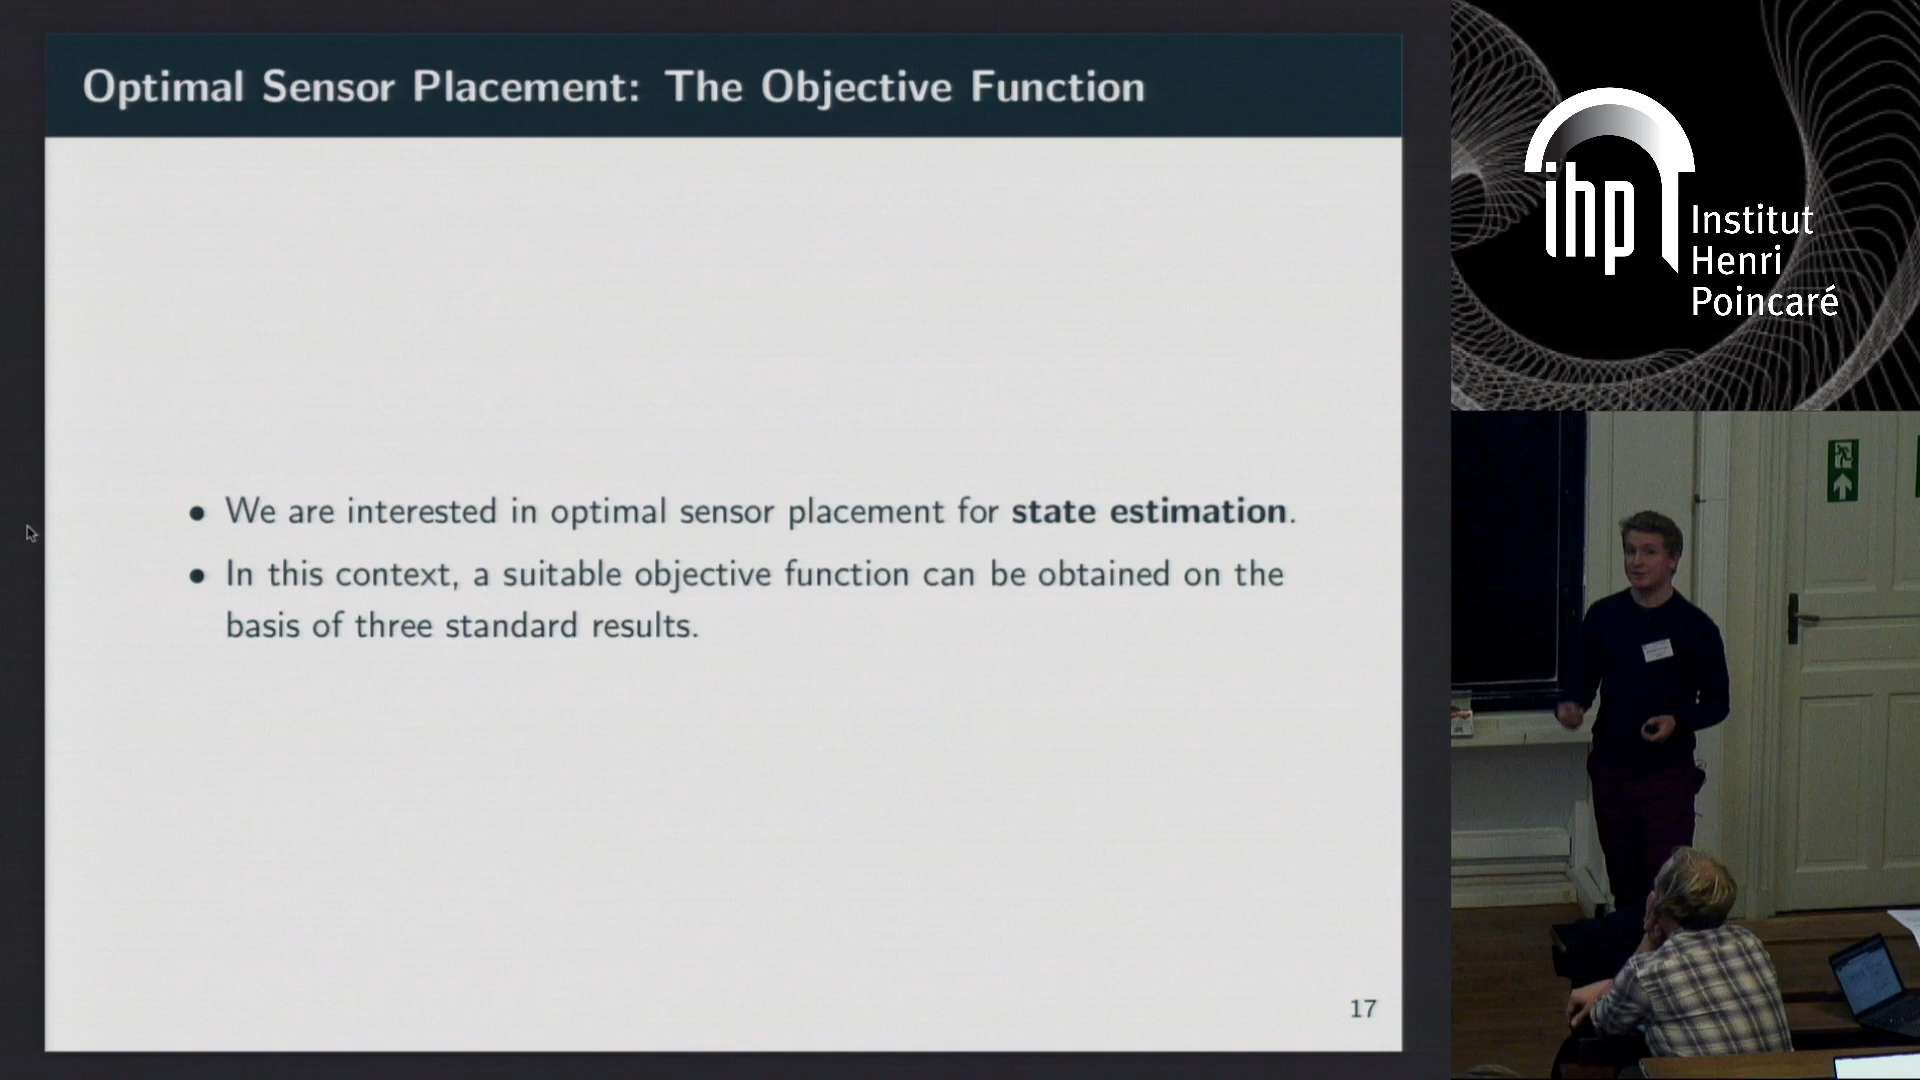 Optimal Sensor Placement: The Objective Function
• We are interested in optimal sensor placement for state estimation.
• In this context, a suitable objective function can be obtained on the
basis of three standard results.
17
ihp
Institut
Henri
Poincaré